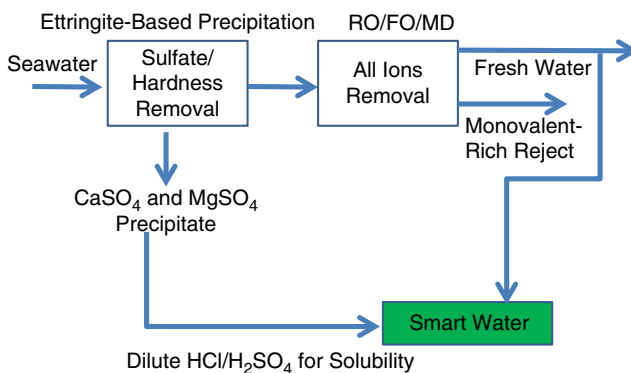 Ettringite-Based Precipitation
RO/FO/MD
Seawater
Sulfate/
Hardness
Removal
All Ions
Removal
Fresh Water
Monovalent-
Rich Reject
CaSO₄ and MgSO₄
Precipitate
Smart Water
Dilute HCl/H₂SO₄ for Solubility